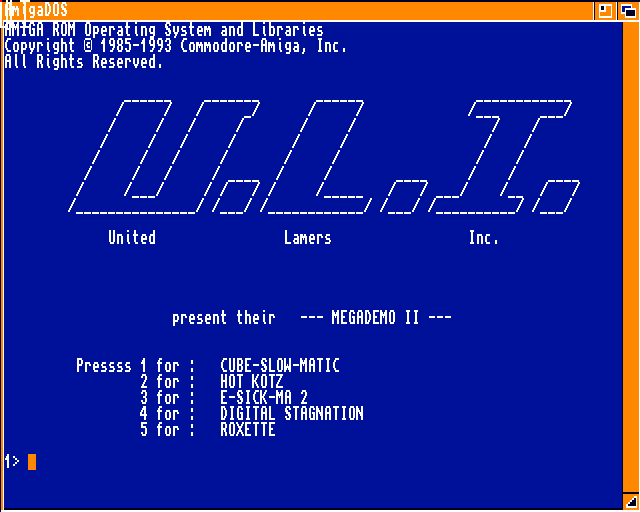 AmigaDOS
AMIGA ROM Operating System and Libraries
Copyright © 1985-1993 Commodore-Amiga, Inc.
All Rights Reserved.
U.L.I.
United Lamers Inc.
present their --- MEGADEMO II ---
Pressss 1 for : CUBE-SLOW-MATIC
2 for : HOT KOTZ
3 for : E-SICK-MA 2
4 for : DIGITAL STAGNATION
5 for : ROXETTE
1>